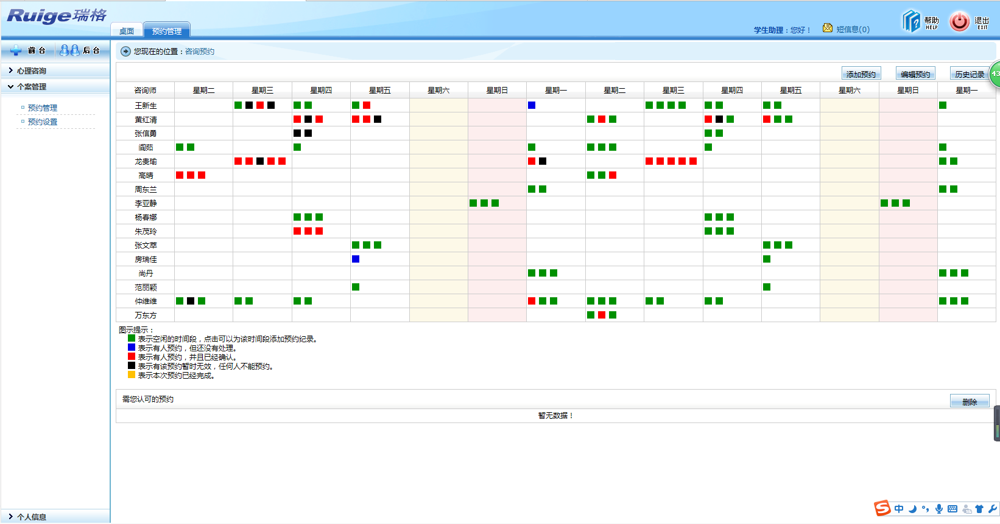 Ruige瑞格
桌面 预约管理
学生助理：您好！ 短信息(0)
帮助 HELP
退出 EXIT
前台 后台
您现在的位置：咨询预约
心理咨询
个案管理
预约管理
预约设置
个人信息
添加预约 编辑预约 历史记录
43
咨询师 星期二 星期三 星期四 星期五 星期六 星期日 星期一 星期二 星期三 星期四 星期五 星期六 星期日 星期一
王新生
黄红清
张信勇
阎茹
龙贵瑜
高晴
周东兰
李亚静
杨春娜
朱茂玲
张文萃
房瑞佳
尚丹
范丽颖
仲维维
万东方
图示提示：
表示空闲的时间段，点击可以为该时间段添加预约纪录。
表示有人预约，但还没有处理。
表示有人预约，并且已经确认。
表示有该预约暂时无效，任何人不能预约。
表示本次预约已经完成。
需您认可的预约 删除
暂无数据！
S 中